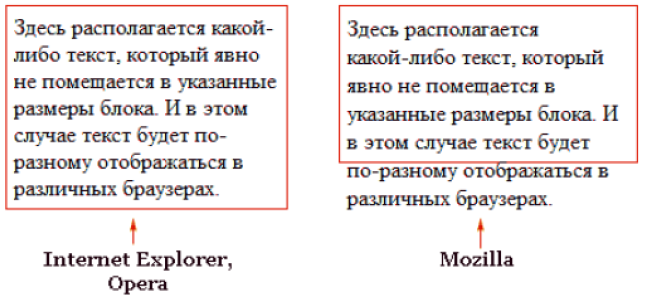 Здесь располагается какой-
либо текст, который явно
не помещается в указанные
размеры блока. И в этом
случае текст будет по-
разному отображаться в
различных браузерах.
Internet Explorer,
Opera
Здесь располагается
какой-либо текст, который
явно не помещается в
указанные размеры блока. И
в этом случае текст будет
по-разному отображаться в
различных браузерах.
Mozilla